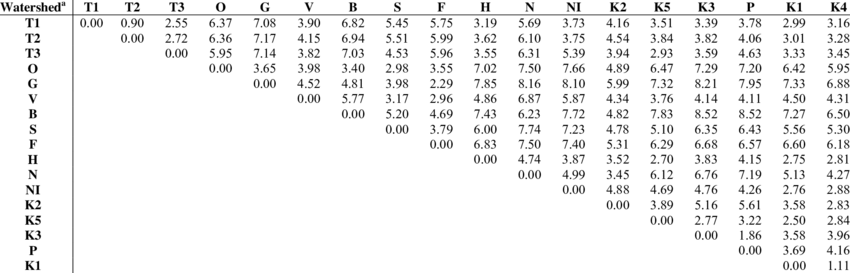 Watershedᵃ T1 T2 T3 O G V B S F H N NI K2 K5 K3 P K1 K4
T1 0.00 0.90 2.55 6.37 7.08 3.90 6.82 5.45 5.75 3.19 5.69 3.73 4.16 3.51 3.39 3.78 2.99 3.16
T2 0.00 2.72 6.36 7.17 4.15 6.94 5.51 5.99 3.62 6.10 3.75 4.54 3.84 3.82 4.06 3.01 3.28
T3 0.00 5.95 7.14 3.82 7.03 4.53 5.96 3.55 6.31 5.39 3.94 2.93 3.59 4.63 3.33 3.45
O 0.00 3.65 3.98 3.40 2.98 3.55 7.02 7.50 7.66 4.89 6.47 7.29 7.20 6.42 5.95
G 0.00 4.52 4.81 3.98 2.29 7.85 8.16 8.10 5.99 7.32 8.21 7.95 7.33 6.88
V 0.00 5.77 3.17 2.96 4.86 6.87 5.87 4.34 3.76 4.14 4.11 4.50 4.31
B 0.00 5.20 4.69 7.43 6.23 7.72 4.82 7.83 8.52 8.52 7.27 6.50
S 0.00 3.79 6.00 7.74 7.23 4.78 5.10 6.35 6.43 5.56 5.30
F 0.00 6.83 7.50 7.40 5.31 6.29 6.68 6.57 6.60 6.18
H 0.00 4.74 3.87 3.52 2.70 3.83 4.15 2.75 2.81
N 0.00 4.99 3.45 6.12 6.76 7.19 5.13 4.27
NI 0.00 4.88 4.69 4.76 4.26 2.76 2.88
K2 0.00 3.89 5.16 5.61 3.58 2.83
K5 0.00 2.77 3.22 2.50 2.84
K3 0.00 1.86 3.58 3.96
P 0.00 3.69 4.16
K1 0.00 1.11